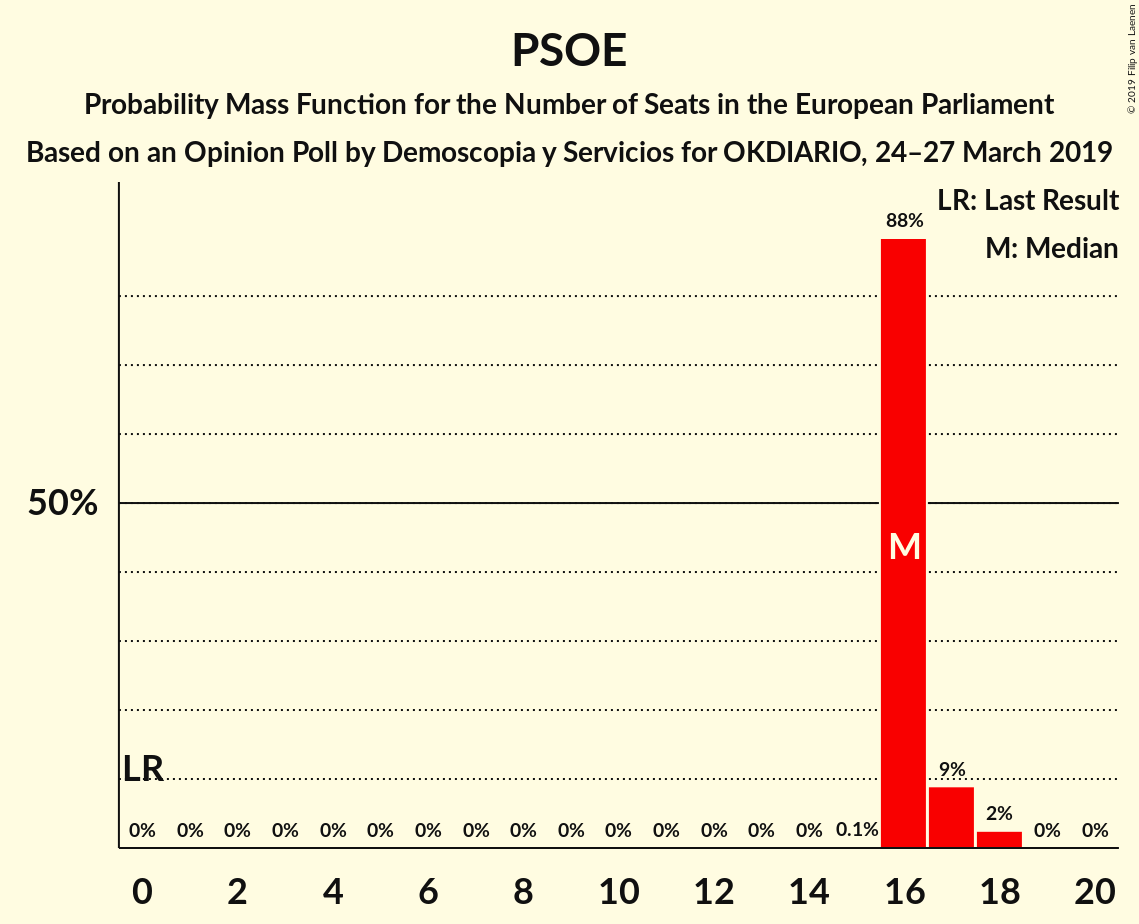 PSOE
Probability Mass Function for the Number of Seats in the European Parliament
Based on an Opinion Poll by Demoscopia y Servicios for OKDIARIO, 24–27 March 2019
© 2019 Filip van Laenen
LR: Last Result
M: Median
88%
50%
M
LR
9%
2%
0% 0% 0% 0% 0% 0% 0% 0% 0% 0% 0% 0% 0% 0% 0% 0.1% 0% 0%
0 2 4 6 8 10 12 14 16 18 20